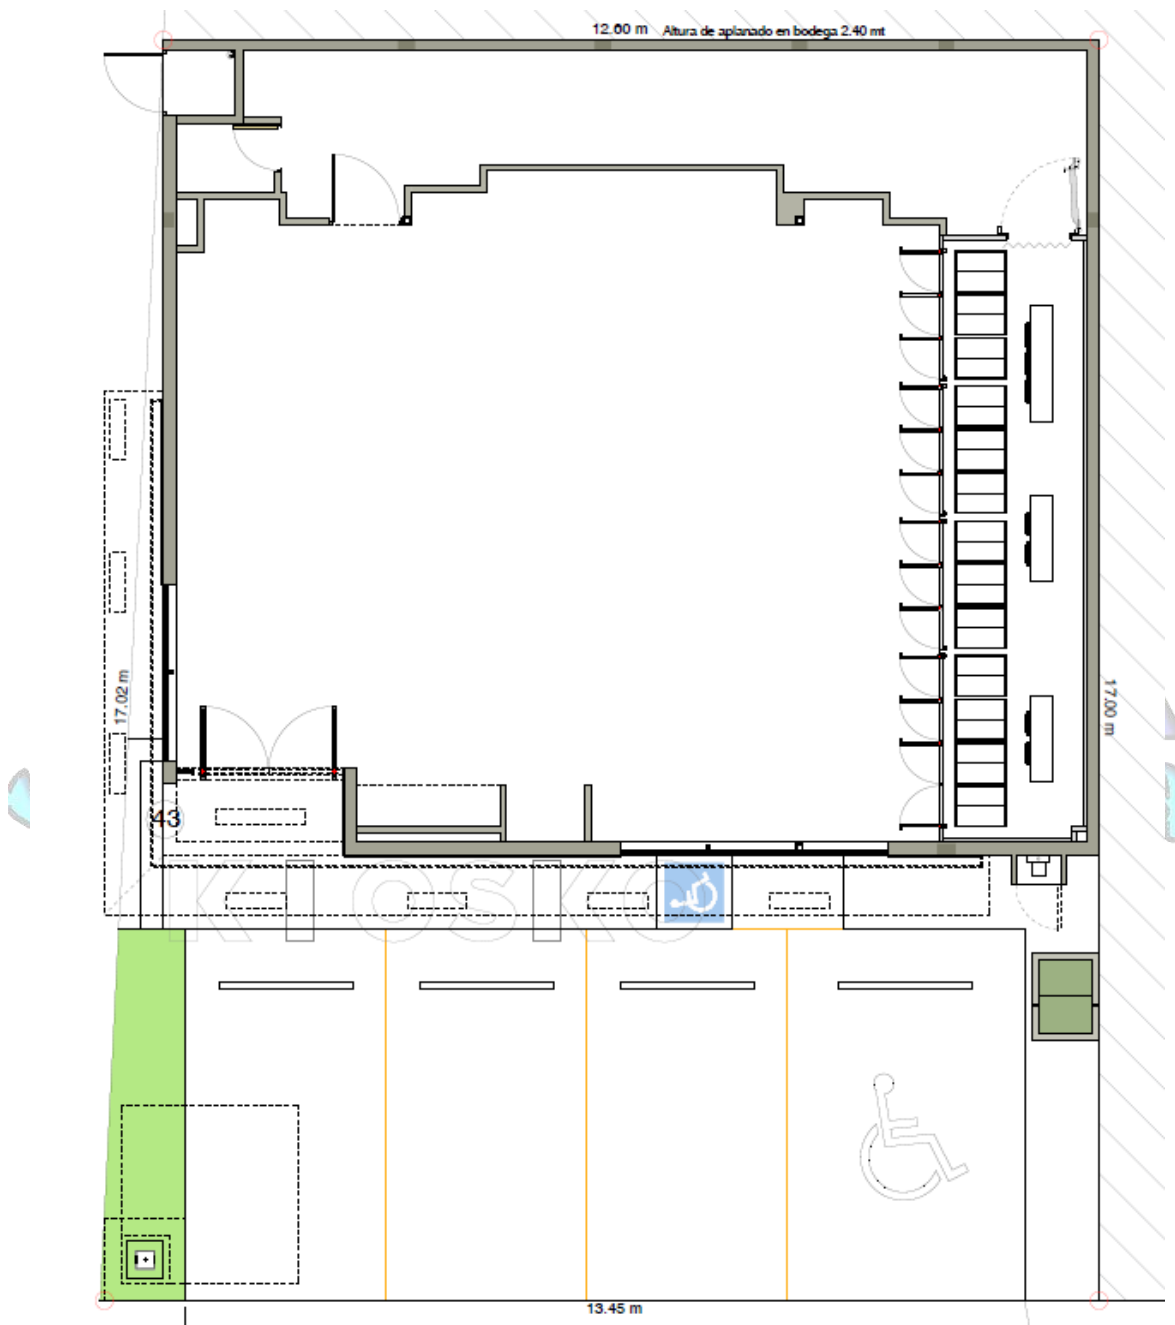 12.60 m Altura de aplanado en bodega 2.40 mt
17.02 m
17.00 m
43
KIOSKO
13.45 m